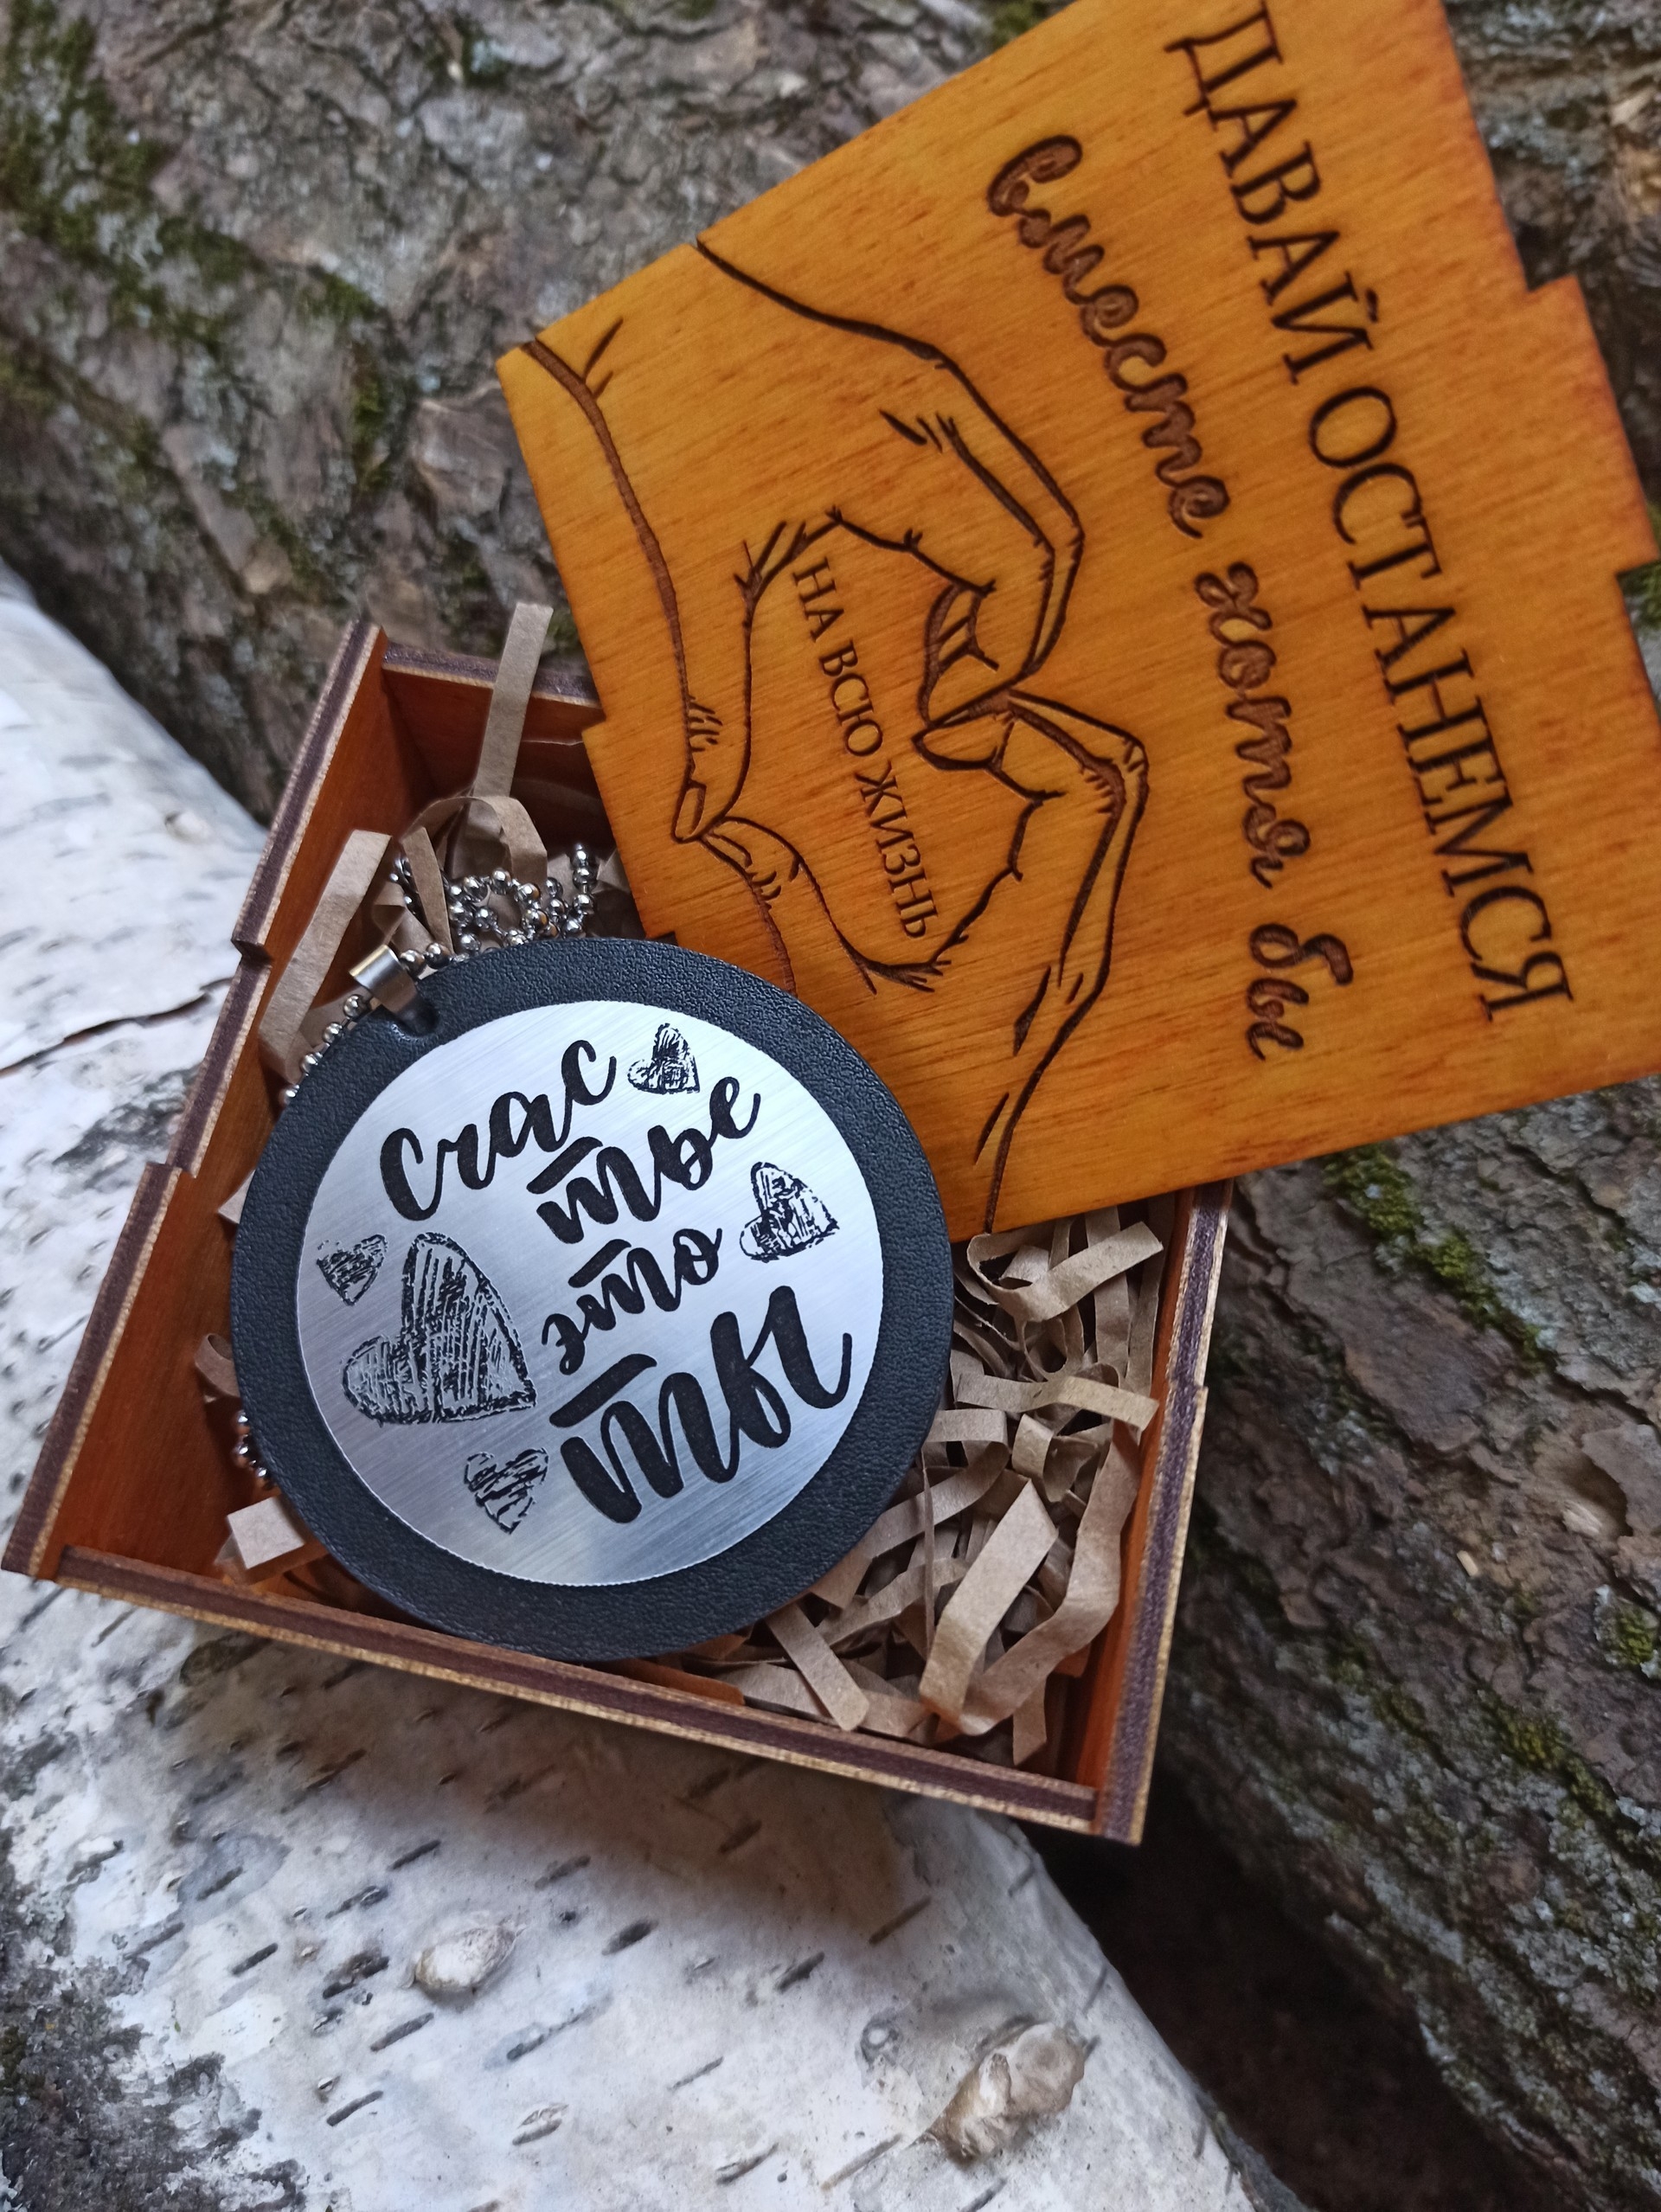 ДАВАЙ ОСТАНЕМСЯ
вместе хотя бы
НА ВСЮ ЖИЗНЬ
Счас
тье
это
ты